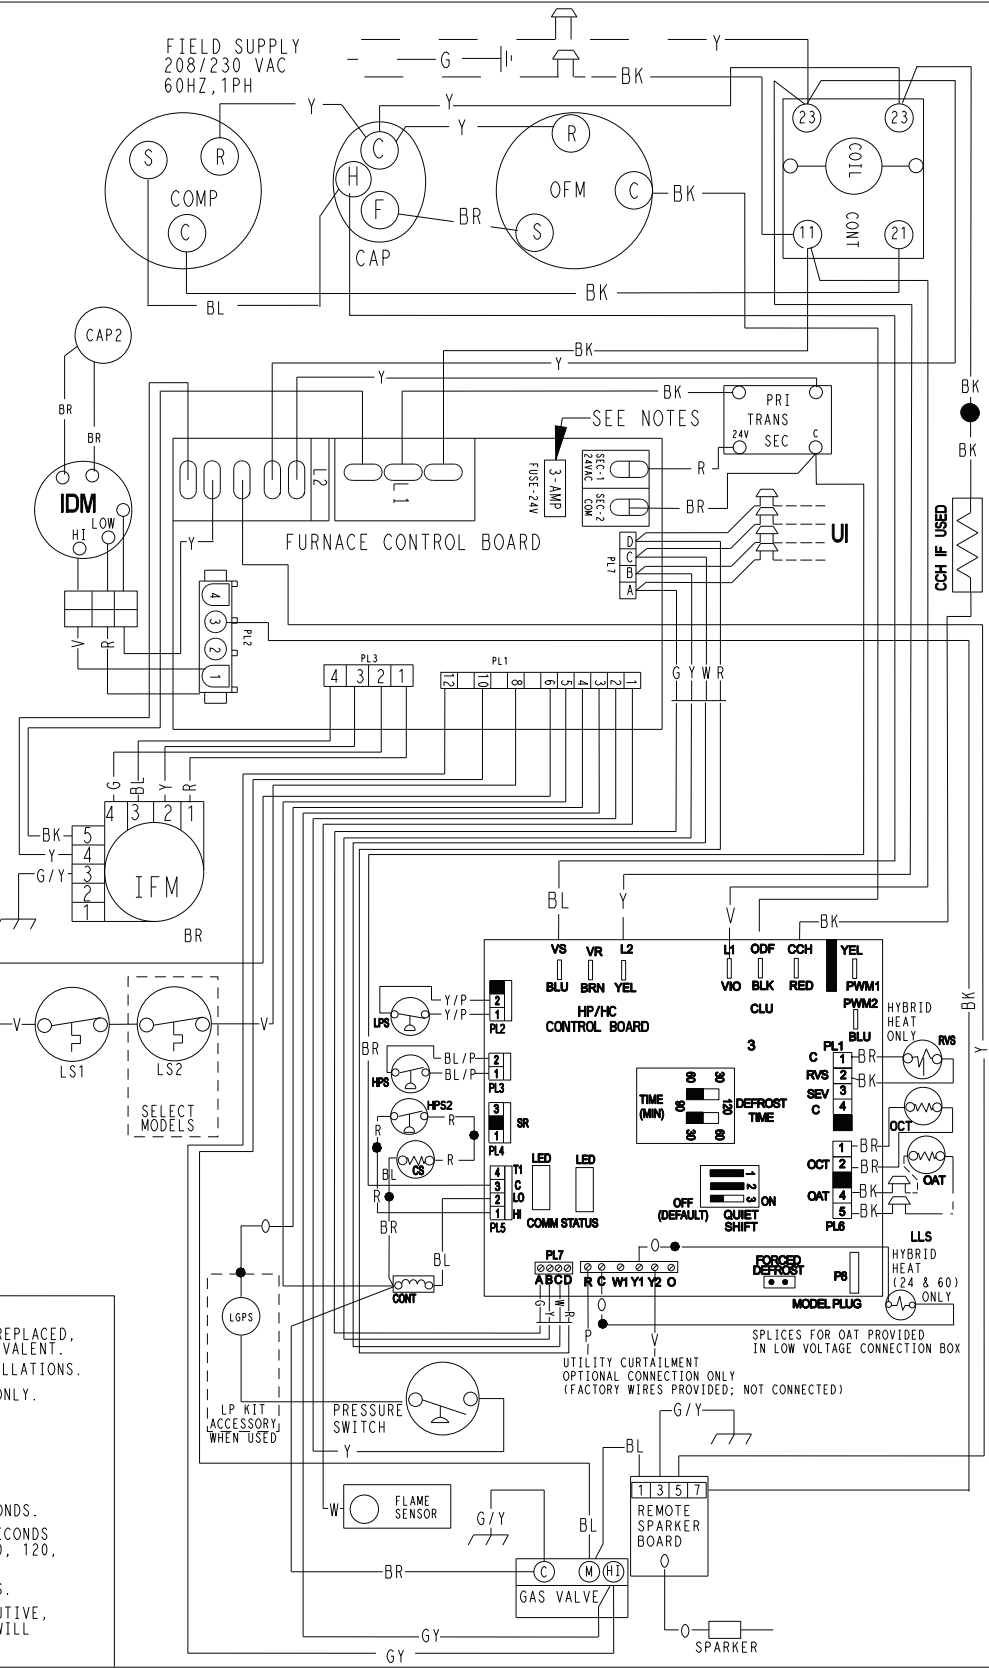 FIELD SUPPLY
208/230 VAC
60HZ,1PH
Y
G
BK
Y
Y
Y
S
R
COMP
C
C
H
F
CAP
BR
R
OFM
C
S
BK
BL
BK
23
23
COIL
CONT
11
21
CAP2
BR
BR
BK
Y
Y
BK
BK
BK
PRI
TRANS
SEC
24V
C
SEE NOTES
IDM
HI
LOW
L2
L1
3-AMP
FUSE-24V
SEC-1
24VAC
SEC-2
COM
R
BR
UI
CCH IF USED
FURNACE CONTROL BOARD
Y
D
C
B
A
PL7
4
3
2
1
PL2
V
R
PL3
4 3 2 1
PL1
12 10 8 6 5 4 3 2 1
G Y W R
G BL Y R
4 3 2 1
BK
Y
G/Y
5
4
3
2
1
IFM
BR
V
LS1
LS2
V
SELECT
MODELS
BL
Y
V
BK
VS VR L2 L1 ODF CCH YEL
BLU BRN YEL VIO BLK RED PWM1
HP/HC
CONTROL BOARD
CLU
3
PWM2
BLU
HYBRID
HEAT
ONLY
RVS
BK
Y
LPS
Y/P
Y/P
2
1
PL2
BR
HPS
BL/P
BL/P
2
1
PL3
HPS2
R
R
3
1
PL4
SR
CS
R
BL
R
BR
BL
4 T1
3 C
2 LO
1 HI
PL5
TIME
(MIN)
60 30
90 120
30 60
DEFROST
TIME
LED
LED
COMM STATUS
1
2
3
OFF
(DEFAULT)
ON
QUIET
SHIFT
PL1
C 1 BR
RVS 2 BK
SEV 3
C 4
OCT
1 BR
OCT 2 BR
OAT 4 BK
5 BK
PL6
OAT
LLS
HYBRID
HEAT
(24 & 60)
ONLY
O
PL7
A B C D
G Y W R
R C W1 Y1 Y2 O
O
O
P
V
FORCED
DEFROST
P8
MODEL PLUG
CONT
SPLICES FOR OAT PROVIDED
IN LOW VOLTAGE CONNECTION BOX
UTILITY CURTAILMENT
OPTIONAL CONNECTION ONLY
(FACTORY WIRES PROVIDED; NOT CONNECTED)
LGPS
LP KIT
ACCESSORY
WHEN USED
PRESSURE
SWITCH
Y
G/Y
BL
W
FLAME
SENSOR
G/Y
BL
1 3 5 7
REMOTE
SPARKER
BOARD
O
BR
C M HI
GAS VALVE
GY
GY
O
SPARKER
REPLACED,
VALENT.
LLATIONS.
ONLY.
ONDS.
ECONDS
0, 120,
S.
UTIVE,
WILL